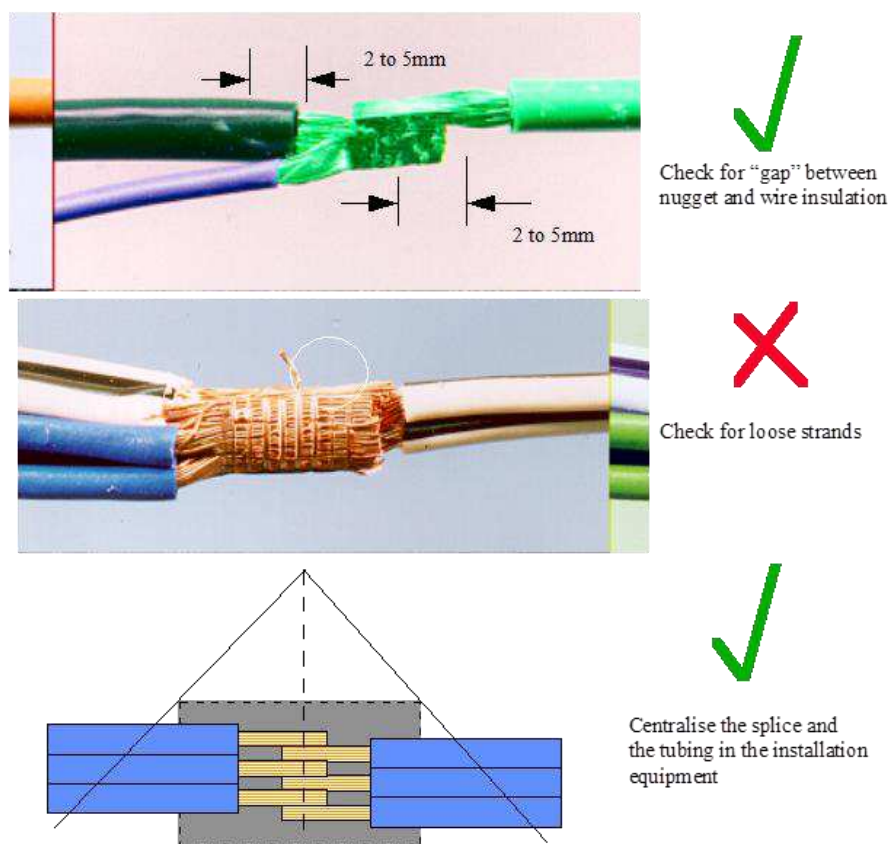 2 to 5mm
2 to 5mm
Check for “gap” between
nugget and wire insulation
Check for loose strands
Centralise the splice and
the tubing in the installation
equipment